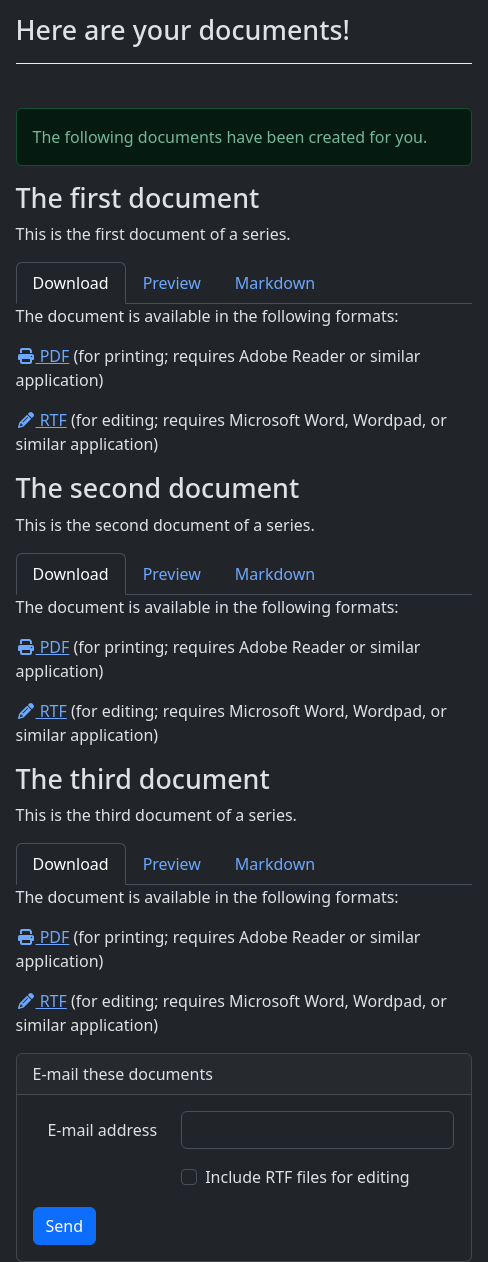 Here are your documents!
The following documents have been created for you.
The first document
This is the first document of a series.
Download Preview Markdown
The document is available in the following formats:
PDF (for printing; requires Adobe Reader or similar
application)
RTF (for editing; requires Microsoft Word, Wordpad, or
similar application)
The second document
This is the second document of a series.
Download Preview Markdown
The document is available in the following formats:
PDF (for printing; requires Adobe Reader or similar
application)
RTF (for editing; requires Microsoft Word, Wordpad, or
similar application)
The third document
This is the third document of a series.
Download Preview Markdown
The document is available in the following formats:
PDF (for printing; requires Adobe Reader or similar
application)
RTF (for editing; requires Microsoft Word, Wordpad, or
similar application)
E-mail these documents
E-mail address
Include RTF files for editing
Send